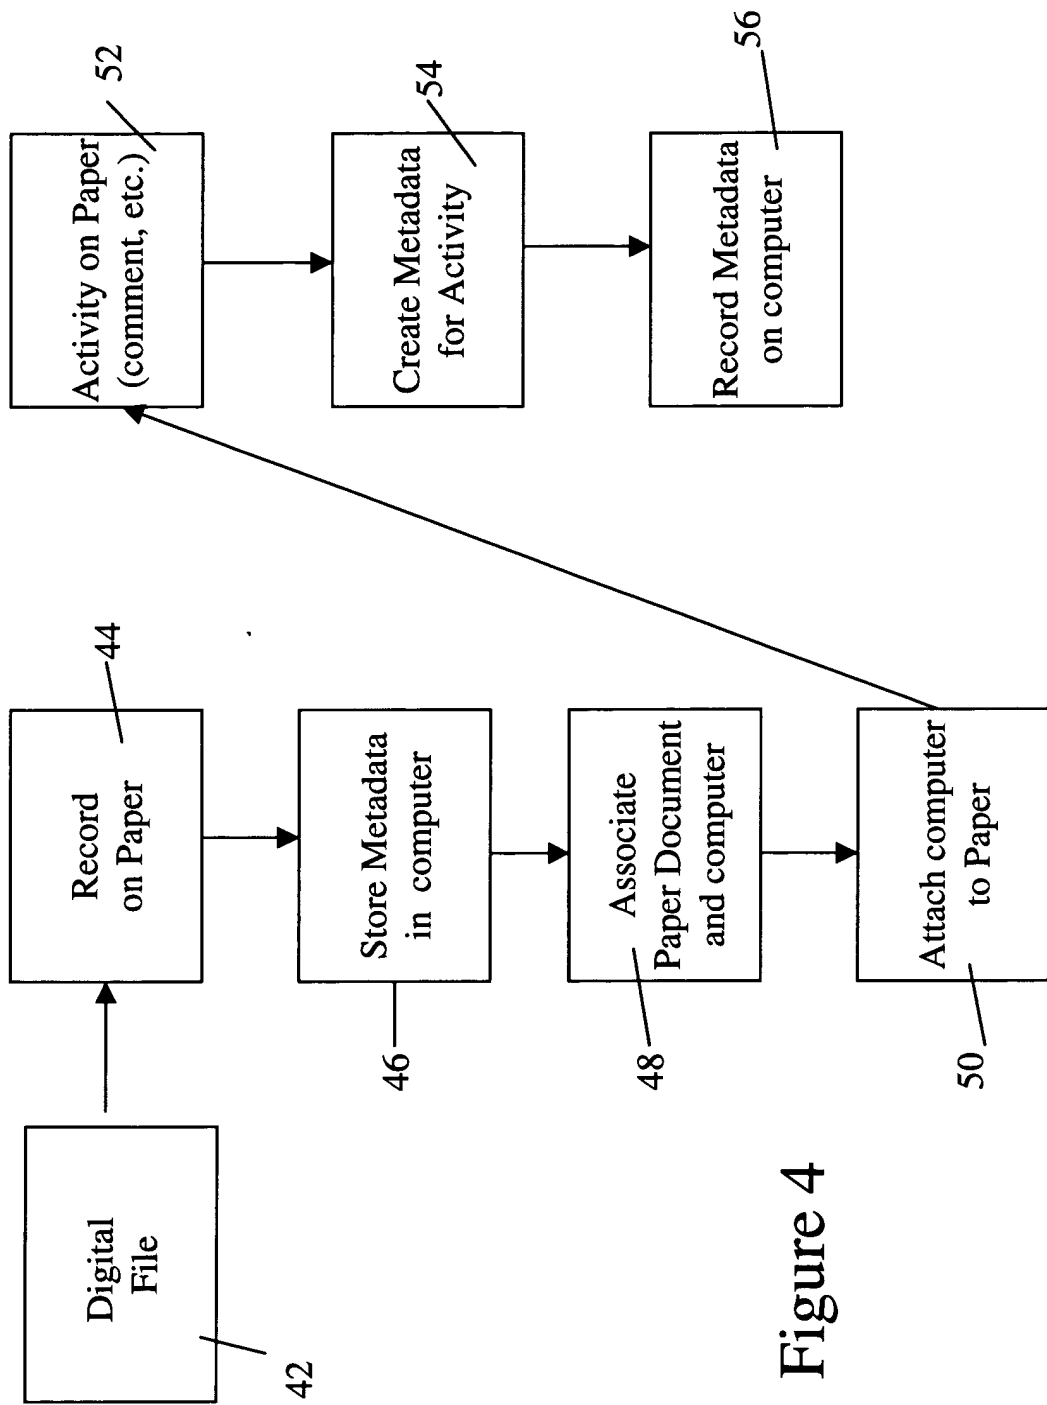 Digital
File
42
Record
on Paper
44
Store Metadata
in computer
46
Associate
Paper Document
and computer
48
Attach computer
to Paper
50
Activity on Paper
(comment, etc.)
52
Create Metadata
for Activity
54
Record Metadata
on computer
56
Figure 4